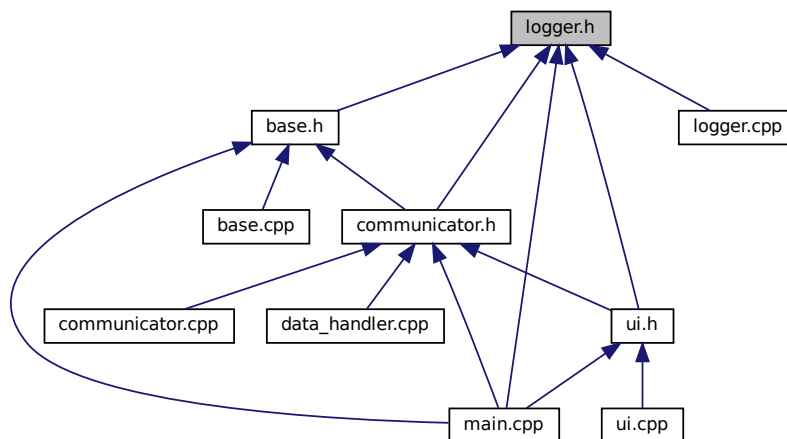 logger.h
base.h
logger.cpp
base.cpp
communicator.h
communicator.cpp
data_handler.cpp
ui.h
main.cpp
ui.cpp